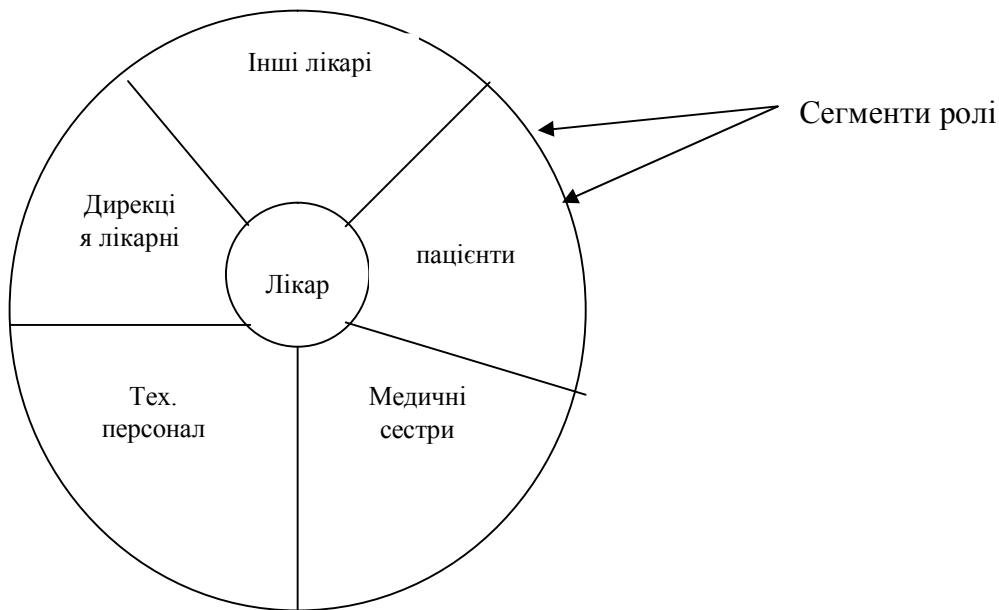 Інші лікарі
Сегменти ролі
Дирекці
я лікарні
пацієнти
Лікар
Тех.
персонал
Медичні
сестри